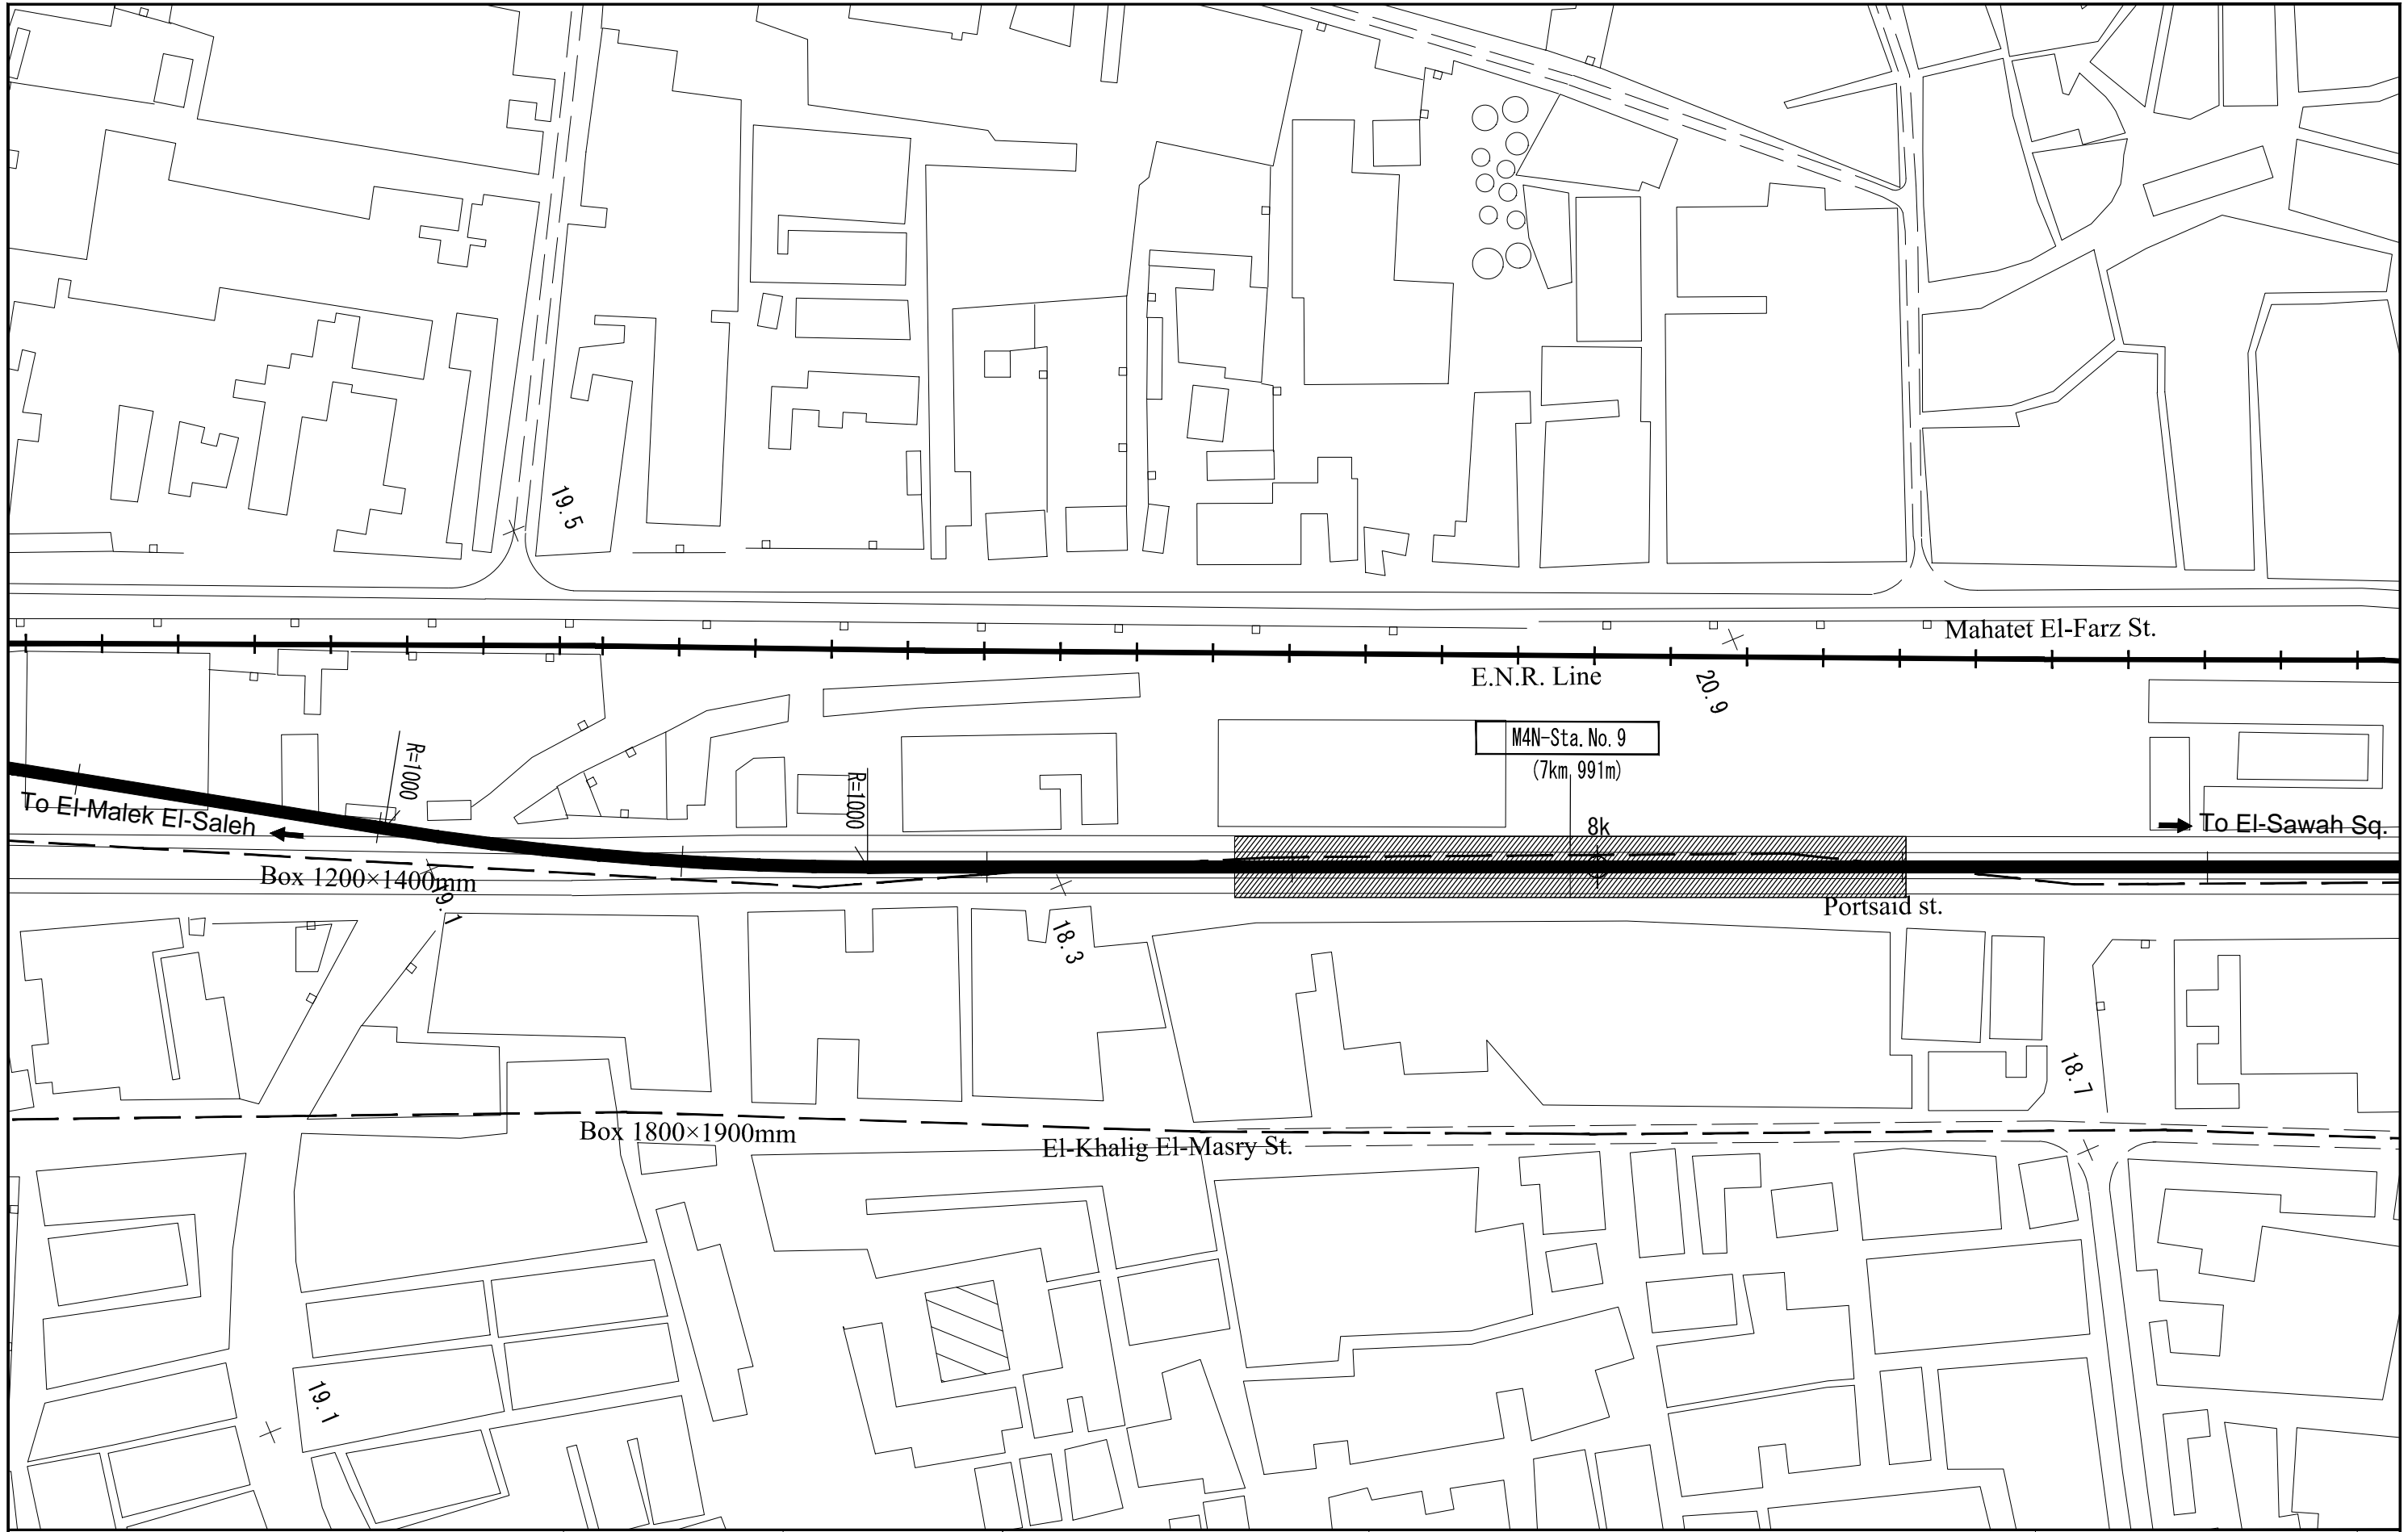 19.5
Mahatet El-Farz St.
E.N.R. Line
20.9
M4N-Sta.No.9
(7km 991m)
R=1000
R=1000
To El-Malek El-Saleh
8k
To El-Sawah Sq.
Box 1200×1400mm
19.1
Portsaid st.
18.3
18.7
Box 1800×1900mm
El-Khalig El-Masry St.
19.1